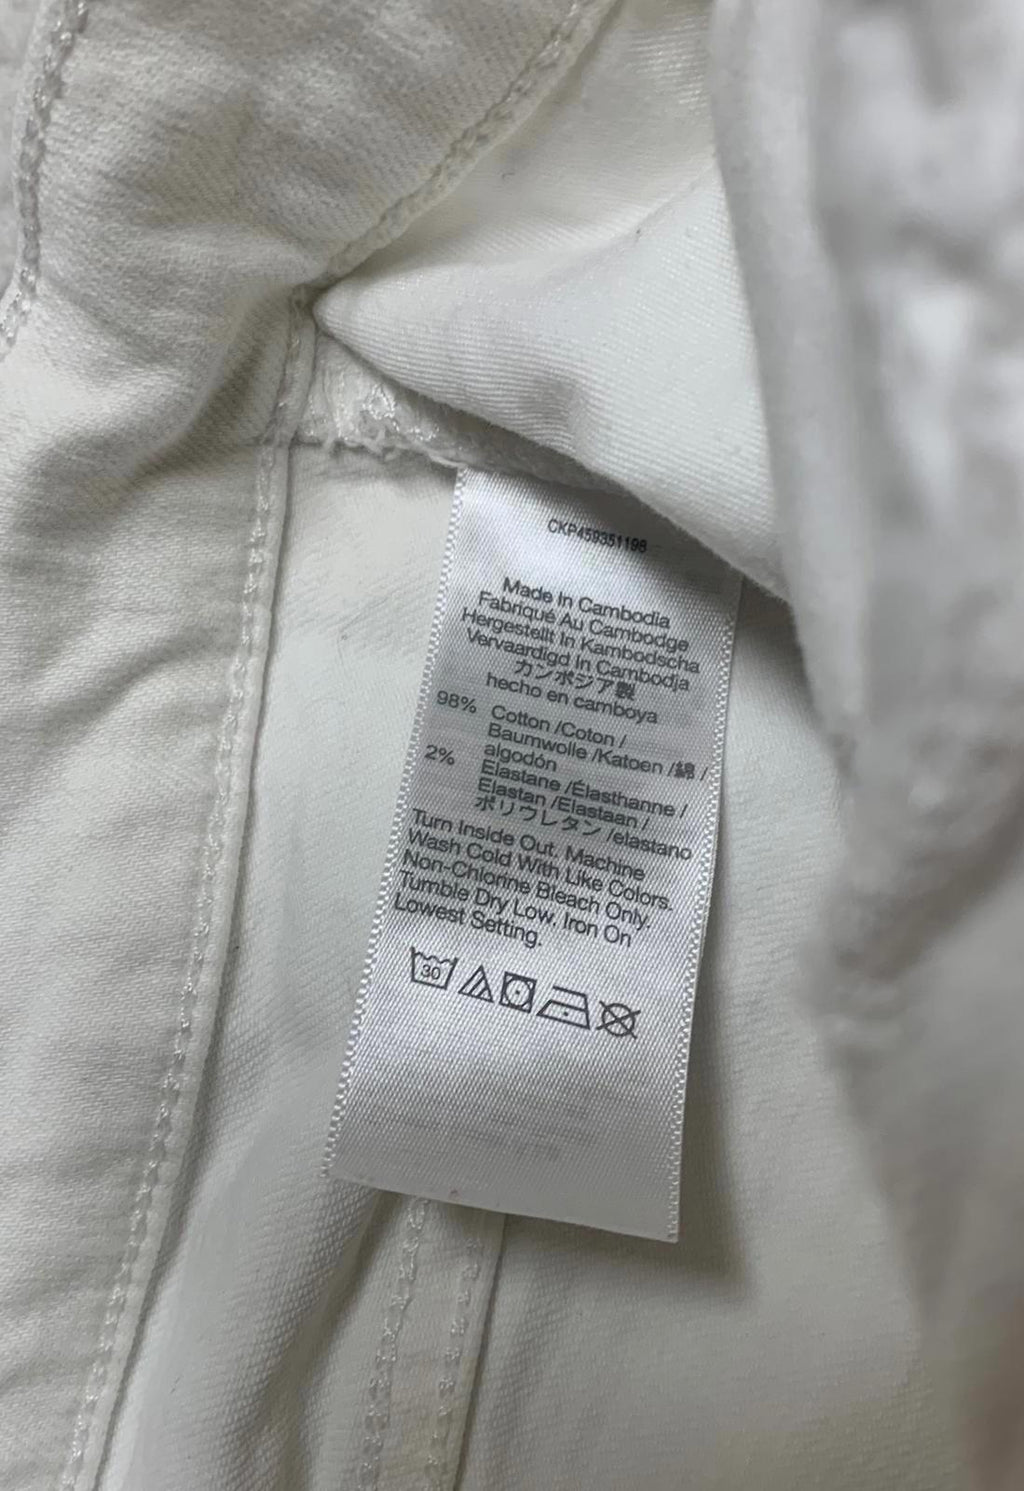 CKP459351198
Made In Cambodia
Fabriqué Au Cambodge
Hergestellt In Kambodscha
Vervaardigd in Cambodja
カンボジア製
hecho en camboya
98% Cotton /Coton /
Baumwolle /Katoen /綿 /
algodón
2% Elastane /Élasthanne /
Elastan /Elastaan /
ポリウレタン /elastano
Turn Inside Out. Machine
Wash Cold With Like Colors.
Non-Chlorine Bleach Only.
Tumble Dry Low. Iron On
Lowest Setting.
30